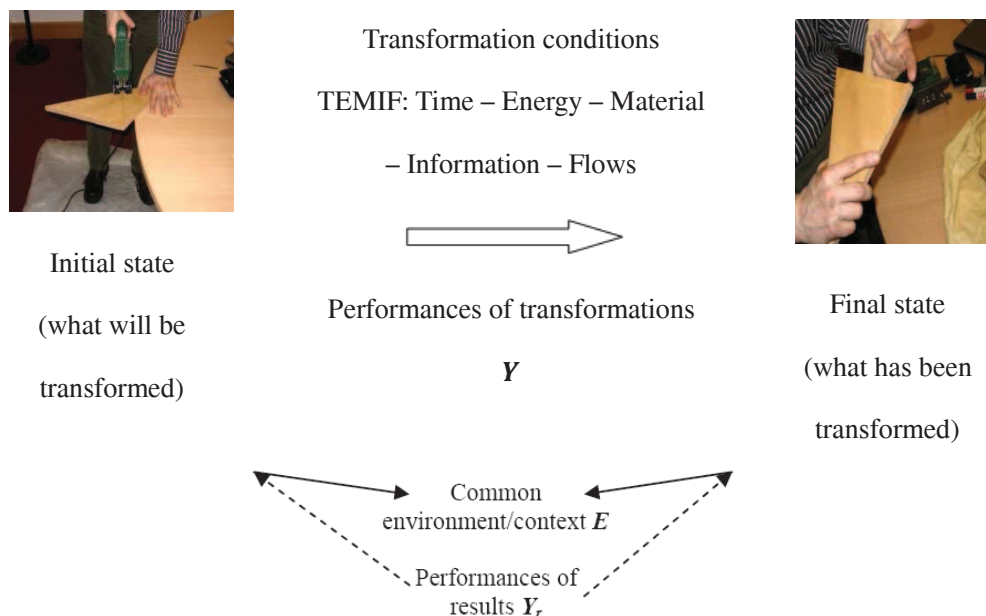 Transformation conditions
TEMIF: Time – Energy – Material
– Information – Flows
Initial state
(what will be
transformed)
Performances of transformations
Y
Final state
(what has been
transformed)
Common
environment/context E
Performances of
results Yr